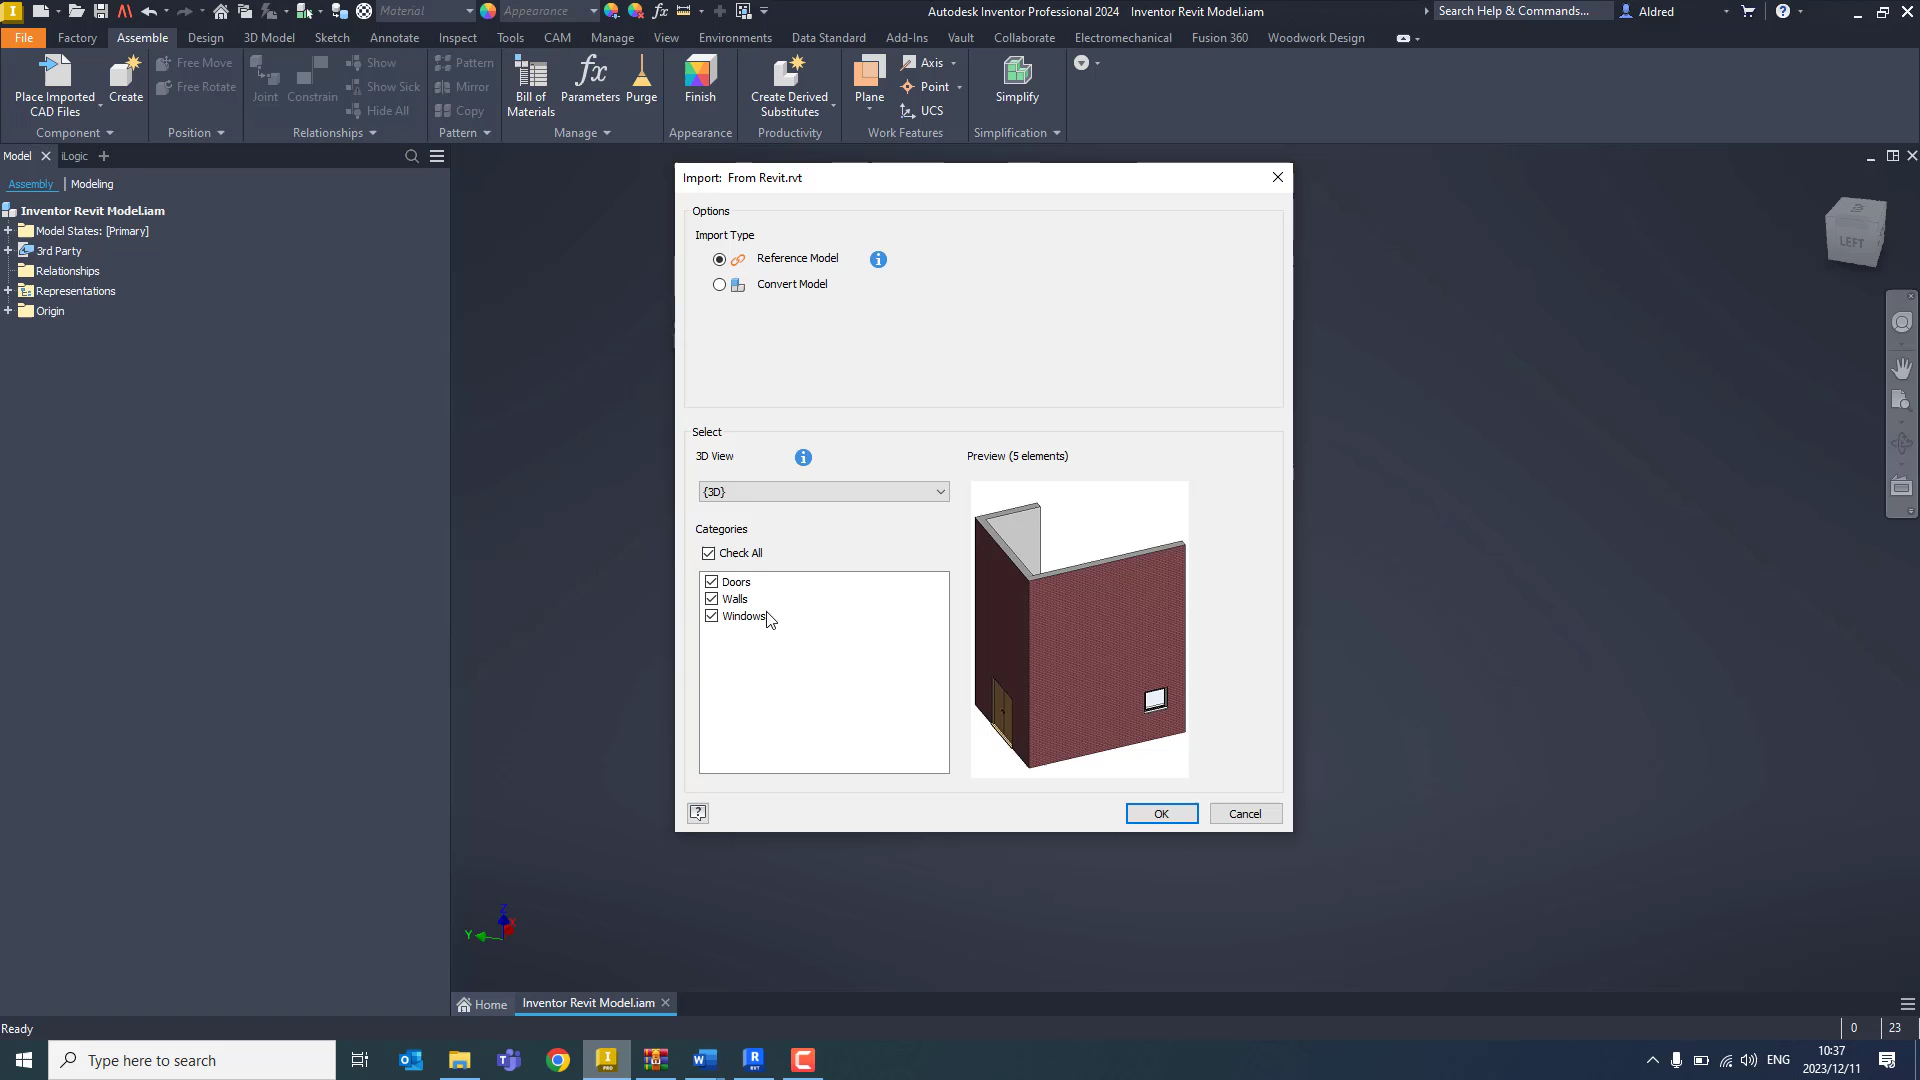 Material
Appearance
Autodesk Inventor Professional 2024 Inventor Revit Model.iam
Search Help & Commands...
Aldred
File Factory Assemble Design 3D Model Sketch Annotate Inspect Tools CAM Manage View Environments Data Standard Add-Ins Vault Collaborate Electromechanical Fusion 360 Woodwork Design
Place Imported CAD Files
Create
Free Move
Free Rotate
Joint
Constrain
Show
Show Sick
Hide All
Pattern
Mirror
Copy
Bill of Materials
Parameters
Purge
Finish
Create Derived Substitutes
Plane
Axis
Point
UCS
Simplify
Component Position Relationships Pattern Manage Appearance Productivity Work Features Simplification
Model iLogic
Assembly | Modeling
Inventor Revit Model.iam
Model States: [Primary]
3rd Party
Relationships
Representations
Origin
LEFT
Import: From Revit.rvt
Options
Import Type
Reference Model
Convert Model
Select
3D View
Preview (5 elements)
{3D}
Categories
Check All
Doors
Walls
Windows
OK
Cancel
Z
Y
X
Home
Inventor Revit Model.iam
Ready
0 23
Type here to search
ENG
10:37
2023/12/11